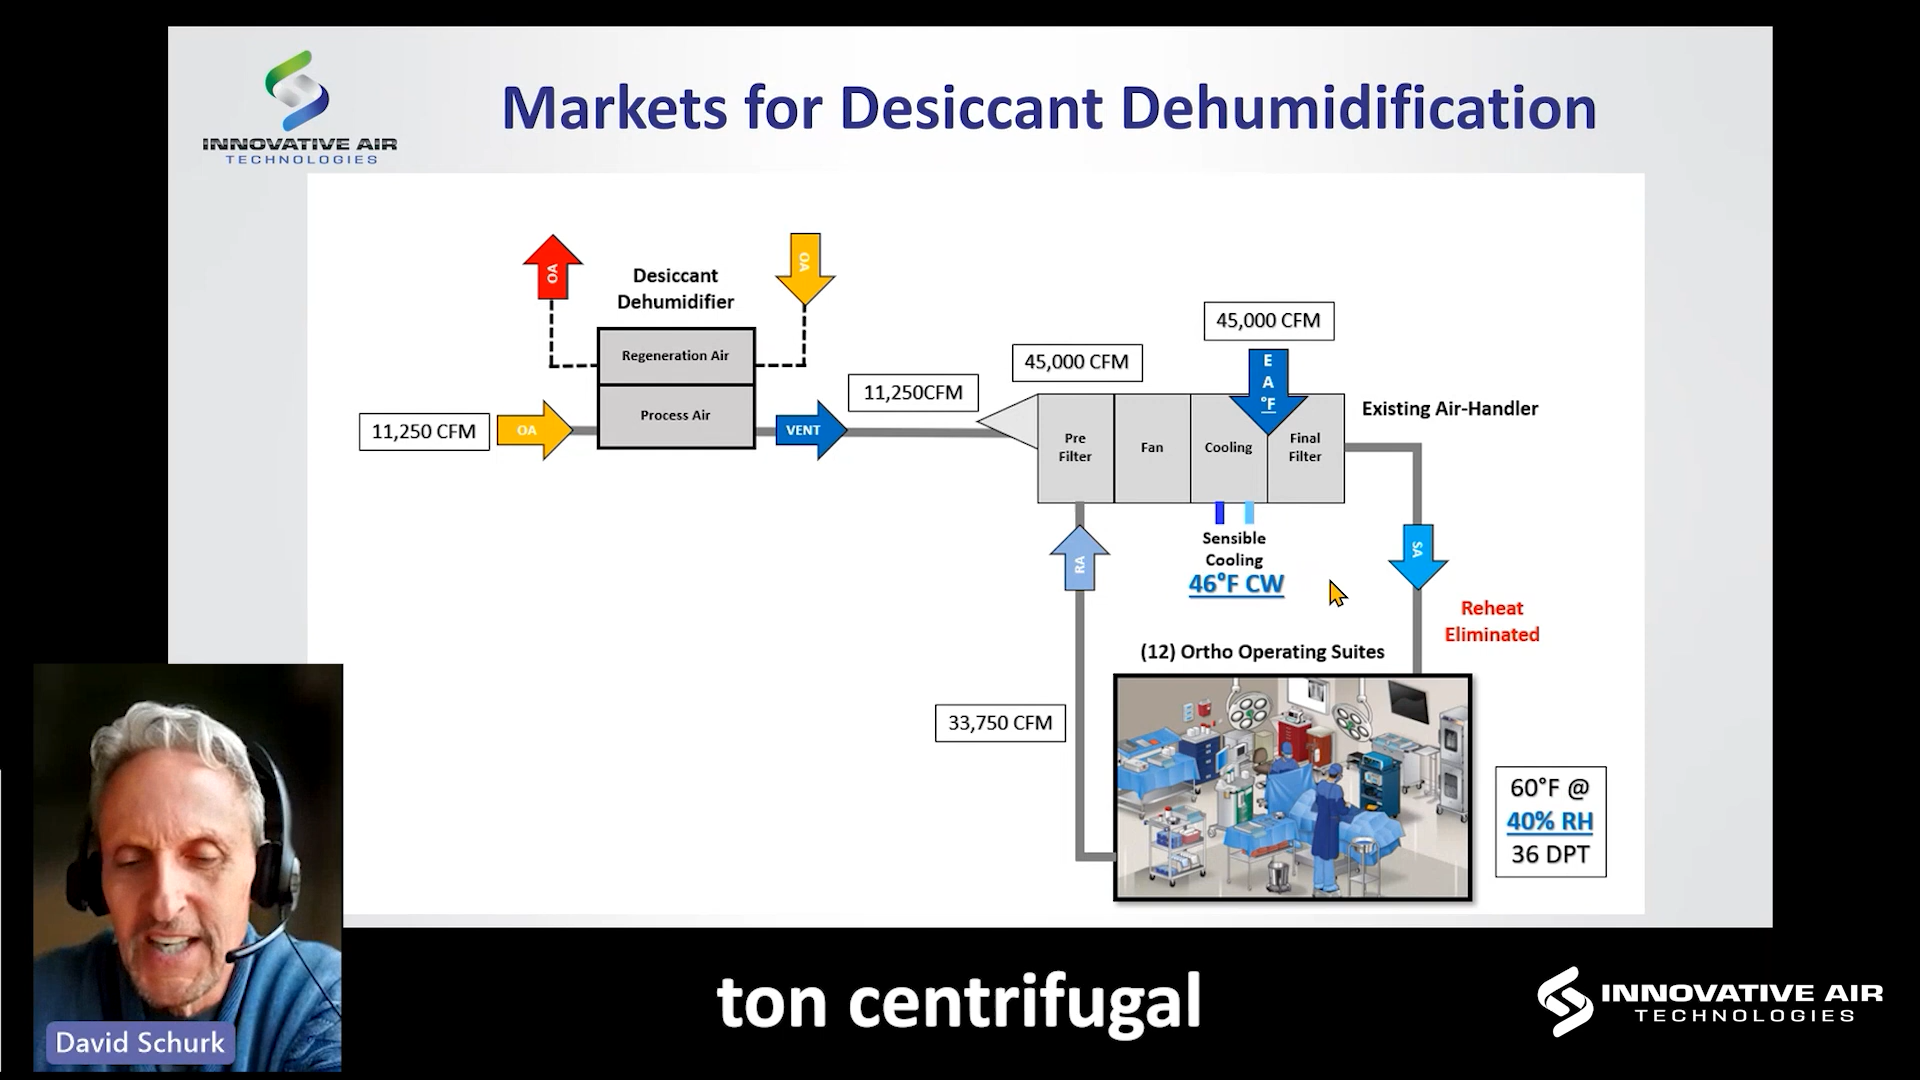 INNOVATIVE AIR
TECHNOLOGIES
Markets for Desiccant Dehumidification
OA
Desiccant
Dehumidifier
OA
Regeneration Air
Process Air
11,250 CFM
OA
VENT
11,250CFM
45,000 CFM
45,000 CFM
E
A
°F
Existing Air-Handler
Pre
Filter
Fan
Cooling
Final
Filter
Sensible
Cooling
46°F CW
RA
SA
Reheat
Eliminated
(12) Ortho Operating Suites
33,750 CFM
60°F @
40% RH
36 DPT
David Schurk
ton centrifugal
INNOVATIVE AIR
TECHNOLOGIES